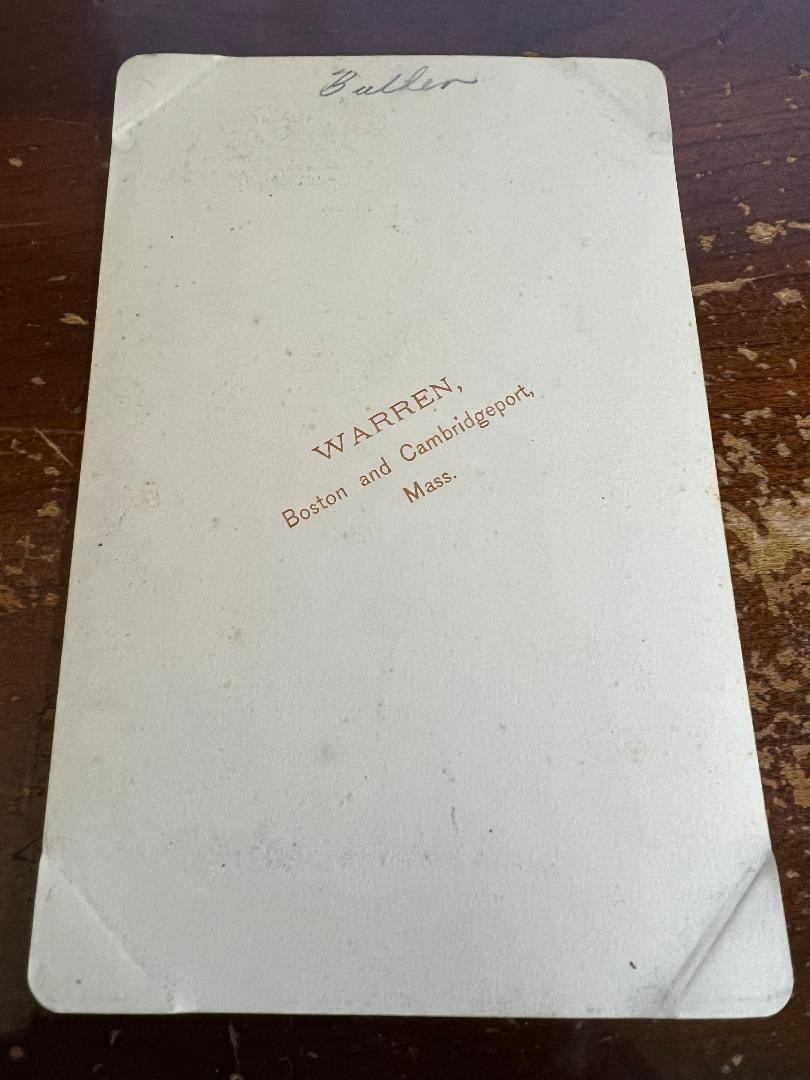 Butler
WARREN,
Boston and Cambridgeport,
Mass.